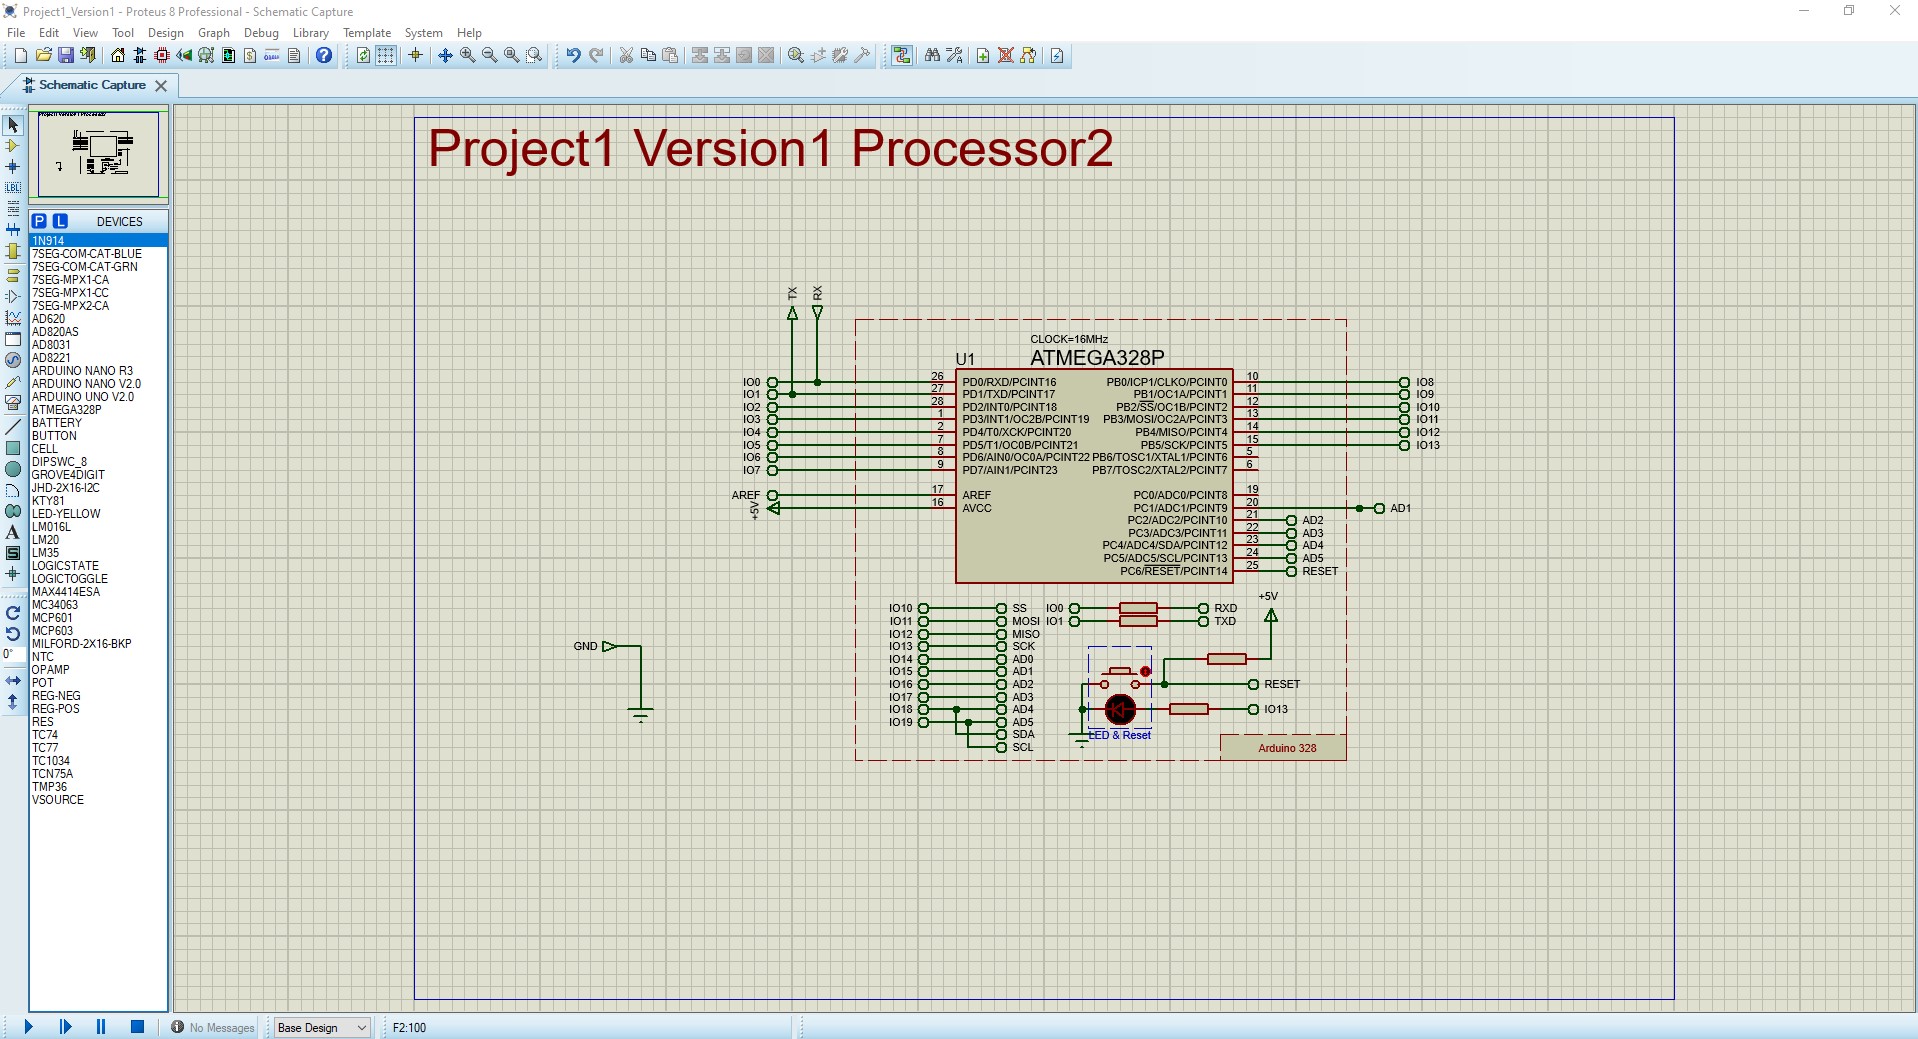 Project1_Version1 - Proteus 8 Professional - Schematic Capture
File Edit View Tool Design Graph Debug Library Template System Help
Schematic Capture
P L DEVICES
1N914
7SEG-COM-CAT-BLUE
7SEG-COM-CAT-GRN
7SEG-MPX1-CA
7SEG-MPX1-CC
7SEG-MPX2-CA
AD620
AD820AS
AD8031
AD8221
ARDUINO NANO R3
ARDUINO NANO V2.0
ARDUINO UNO V2.0
ATMEGA328P
BATTERY
BUTTON
CELL
DIPSWC_8
GROVE4DIGIT
JHD-2X16-I2C
KTY81
LED-YELLOW
LM016L
LM20
LM35
LOGICSTATE
LOGICTOGGLE
MAX4414ESA
MC34063
MCP601
MCP603
MILFORD-2X16-BKP
NTC
OPAMP
POT
REG-NEG
REG-POS
RES
TC74
TC77
TC1034
TCN75A
TMP36
VSOURCE
LBL
A
S
0°
Project1 Version1 Processor2
TX RX
CLOCK=16MHz
U1 ATMEGA328P
IO0 26 PD0/RXD/PCINT16 PB0/ICP1/CLKO/PCINT0 10 IO8
IO1 27 PD1/TXD/PCINT17 PB1/OC1A/PCINT1 11 IO9
IO2 28 PD2/INT0/PCINT18 PB2/SS/OC1B/PCINT2 12 IO10
IO3 1 PD3/INT1/OC2B/PCINT19 PB3/MOSI/OC2A/PCINT3 13 IO11
IO4 2 PD4/T0/XCK/PCINT20 PB4/MISO/PCINT4 14 IO12
IO5 7 PD5/T1/OC0B/PCINT21 PB5/SCK/PCINT5 15 IO13
IO6 8 PD6/AIN0/OC0A/PCINT22 PB6/TOSC1/XTAL1/PCINT6 5
IO7 9 PD7/AIN1/PCINT23 PB7/TOSC2/XTAL2/PCINT7 6
AREF 17 AREF PC0/ADC0/PCINT8 19
+5V 16 AVCC PC1/ADC1/PCINT9 20 AD1
PC2/ADC2/PCINT10 21 AD2
PC3/ADC3/PCINT11 22 AD3
PC4/ADC4/SDA/PCINT12 23 AD4
PC5/ADC5/SCL/PCINT13 24 AD5
PC6/RESET/PCINT14 25 RESET
+5V
IO10 SS IO0 RXD
IO11 MOSI IO1 TXD
IO12 MISO
IO13 SCK
IO14 AD0
IO15 AD1
IO16 AD2 RESET
IO17 AD3
IO18 AD4 IO13
IO19 AD5
SDA
SCL
LED & Reset
Arduino 328
GND
No Messages Base Design F2:100